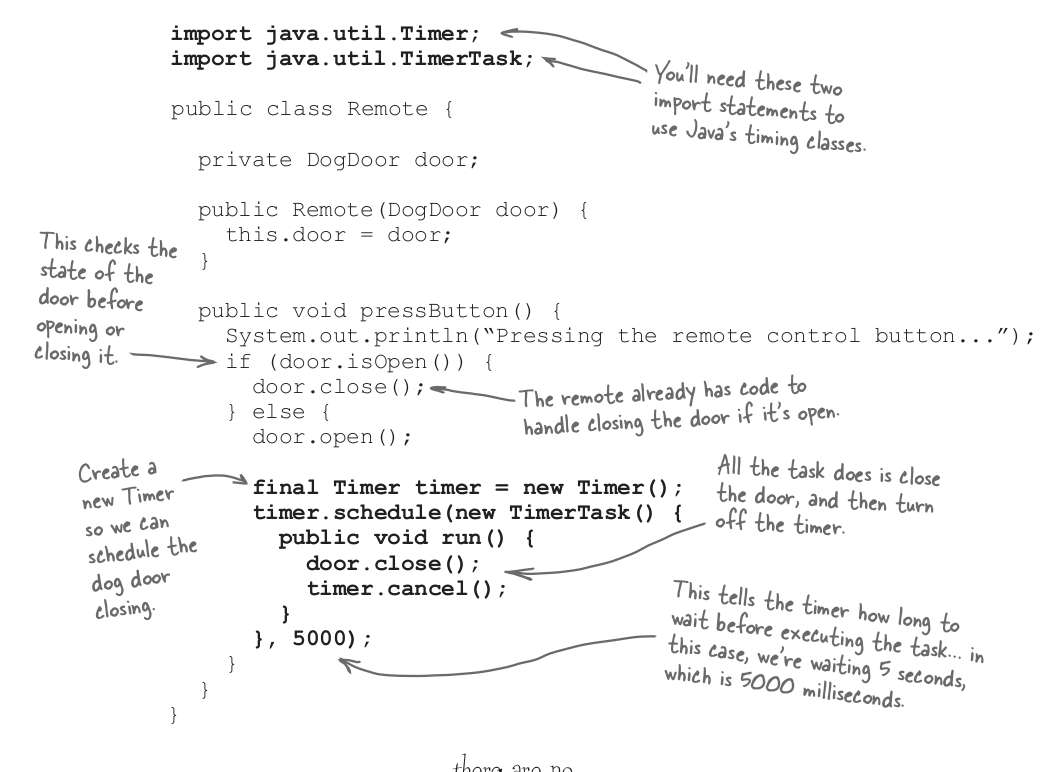 import java.util.Timer;
import java.util.TimerTask;
You'll need these two
import statements to
use Java's timing classes.
public class Remote {
private DogDoor door;
public Remote(DogDoor door) {
this.door = door;
}
This checks the
state of the
door before
opening or
closing it.
public void pressButton() {
System.out.println(“Pressing the remote control button...”);
if (door.isOpen()) {
door.close();
The remote already has code to
handle closing the door if it's open.
} else {
door.open();
Create a
new Timer
so we can
schedule the
dog door
closing.
final Timer timer = new Timer();
timer.schedule(new TimerTask() {
public void run() {
door.close();
timer.cancel();
}
}, 5000);
}
}
}
All the task does is close
the door, and then turn
off the timer.
This tells the timer how long to
wait before executing the task... in
this case, we're waiting 5 seconds,
which is 5000 milliseconds.
there are no